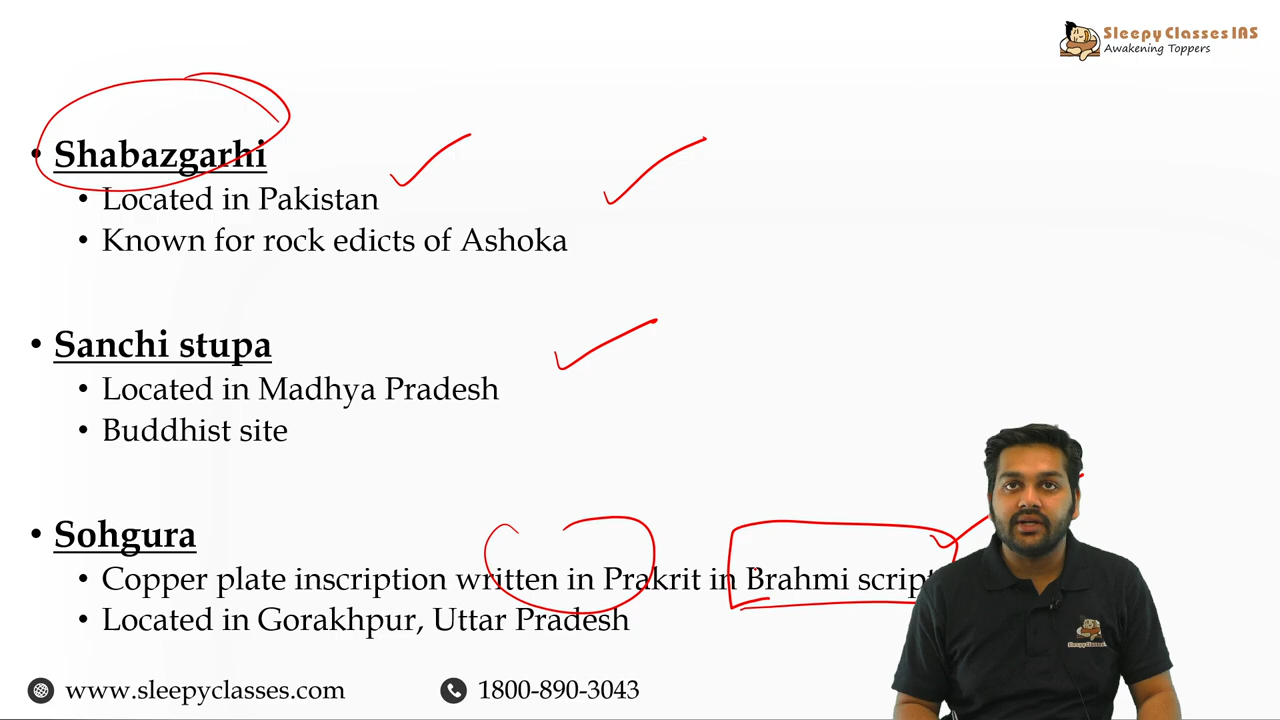 Sleepy Classes IAS
Awakening Toppers
• Shabazgarhi
• Located in Pakistan
• Known for rock edicts of Ashoka
• Sanchi stupa
• Located in Madhya Pradesh
• Buddhist site
• Sohgura
• Copper plate inscription written in Prakrit in Brahmi script
• Located in Gorakhpur, Uttar Pradesh
www.sleepyclasses.com
1800-890-3043
SleepyClasses